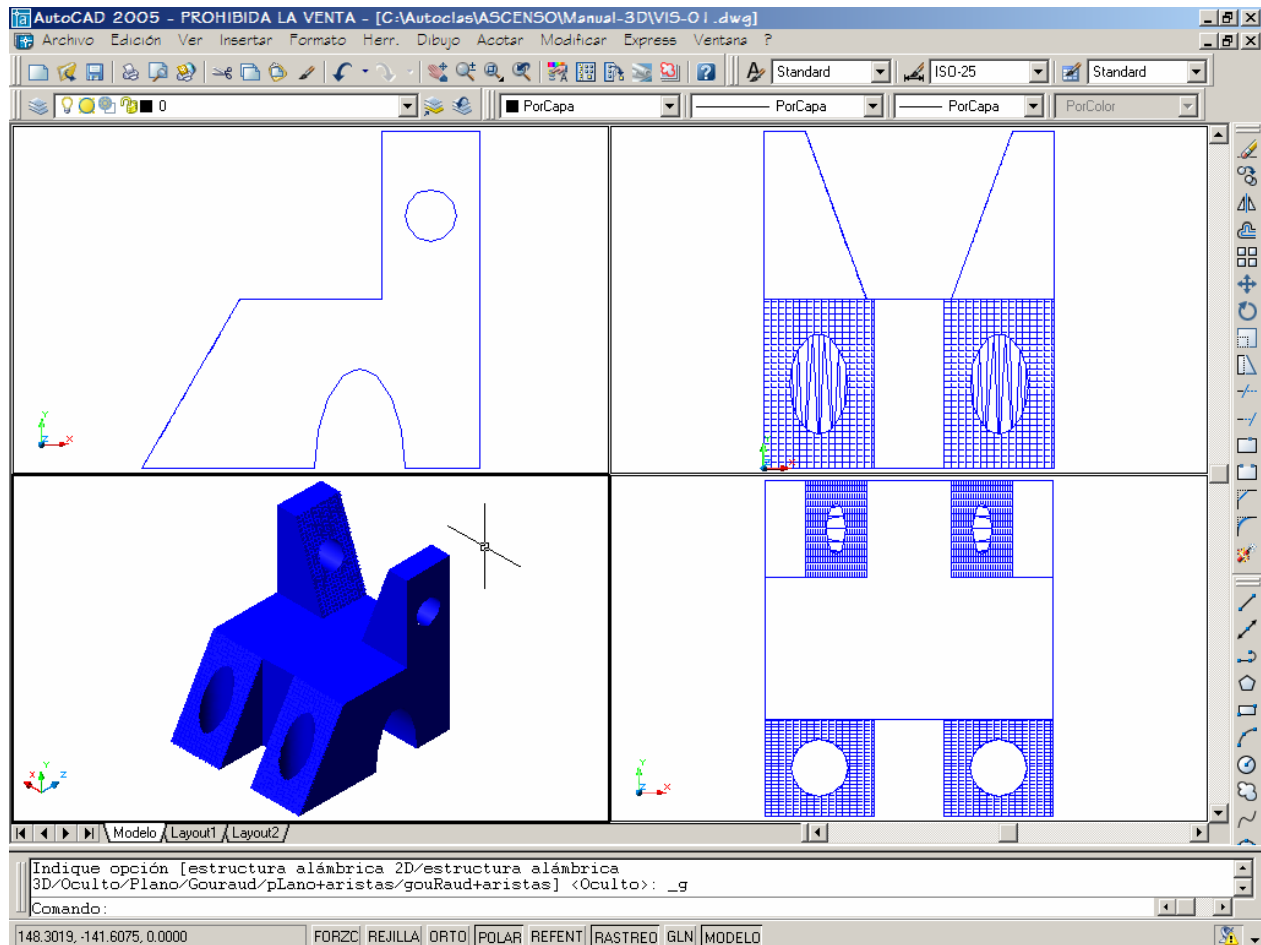 AutoCAD 2005 - PROHIBIDA LA VENTA - [C:\Autoclas\ASCENSO\Manual-3D\VIS-01.dwg]
Archivo Edición Ver Insertar Formato Herr. Dibujo Acotar Modificar Express Ventana ?
Standard ISO-25 Standard
0 PorCapa PorCapa PorCapa PorColor
Y
Z X
Y
X
X Y Z
Y
Z X
Modelo Layout1 Layout2
Indique opción [estructura alámbrica 2D/estructura alámbrica
3D/Oculto/Plano/Gouraud/pLano+aristas/gouRaud+aristas] <Oculto>: _g
Comando:
148.3019, -141.6075, 0.0000 FORZC REJILLA ORTO POLAR REFENT RASTREO GLN MODELO